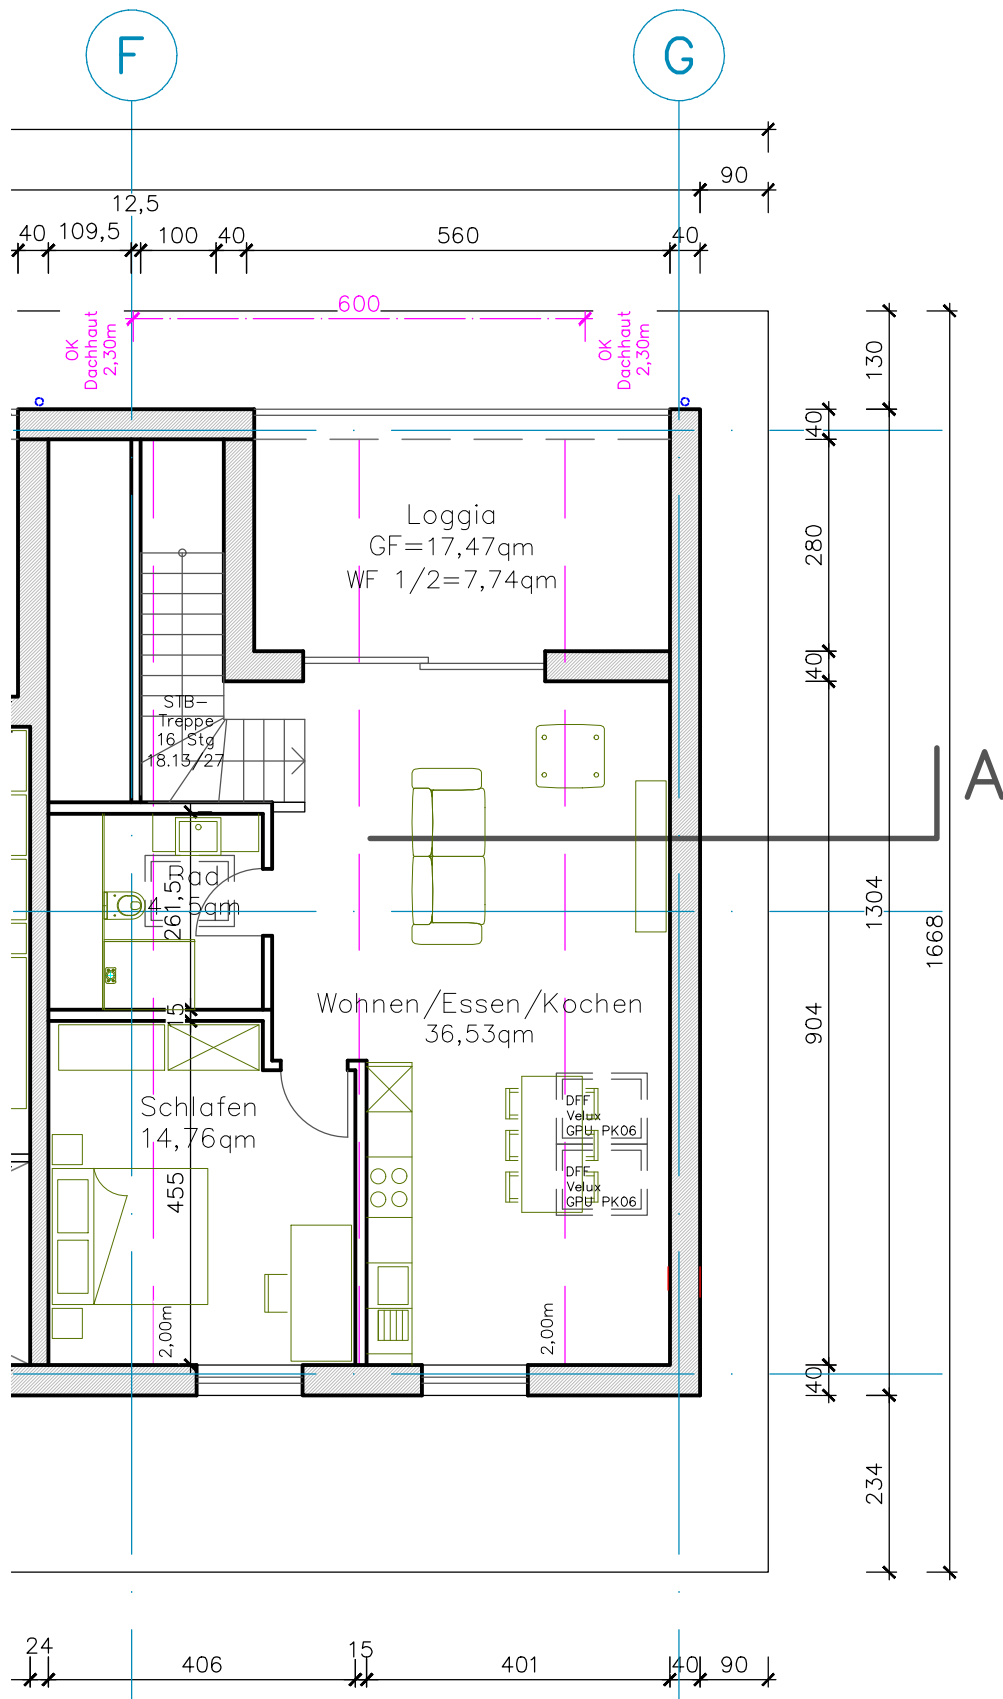 F
G
90
12,5
40
109,5
100
40
560
40
600
OK
Dachhaut
2,30m
OK
Dachhaut
2,30m
130
40
Loggia
GF=17,47qm
WF 1/2=7,74qm
280
40
STB-
Treppe
16 Stg
18.13/27
A
Bad
261,5
1304
1668
Wohnen/Essen/Kochen
36,53qm
904
Schlafen
14,76qm
DFF
Velux
GPU PK06
DFF
Velux
GPU PK06
455
2,00m
2,00m
40
234
24
406
15
401
40
90